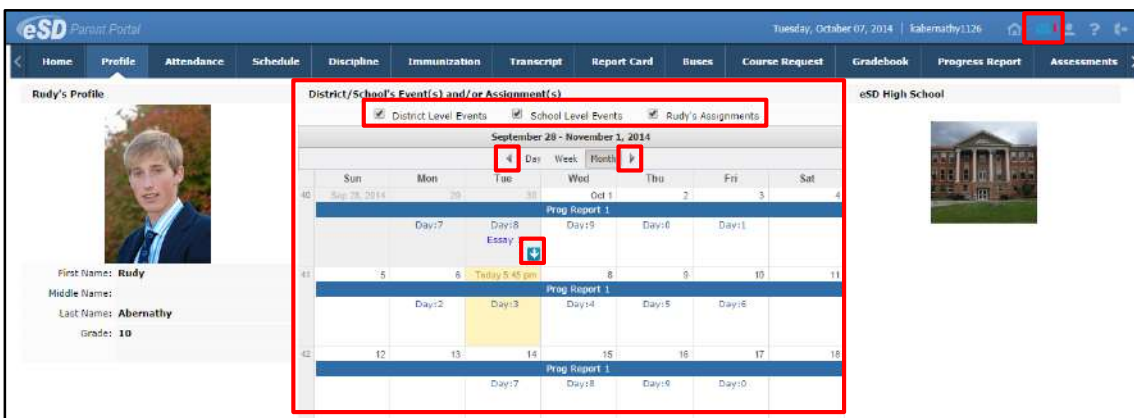 eSD Parent Portal
Tuesday, October 07, 2014 | kabernathy1126
Home Profile Attendance Schedule Discipline Immunization Transcript Report Card Buses Course Request Gradebook Progress Report Assessments
Rudy's Profile
District/School's Event(s) and/or Assignment(s)
eSD High School
District Level Events School Level Events Rudy's Assignments
September 28 - November 1, 2014
Day Week Month
Sun Mon Tue Wed Thu Fri Sat
40 Sep 28, 2014 29 30 Oct 1 2 3 4
Prog Report 1
Day:7 Day:8 Day:9 Day:0 Day:1
Essay
First Name: Rudy
Middle Name:
Last Name: Abernathy
Grade: 10
41 5 6 Today 5:45 pm 8 9 10 11
Prog Report 1
Day:2 Day:3 Day:4 Day:5 Day:6
42 12 13 14 15 16 17 18
Prog Report 1
Day:7 Day:8 Day:9 Day:0